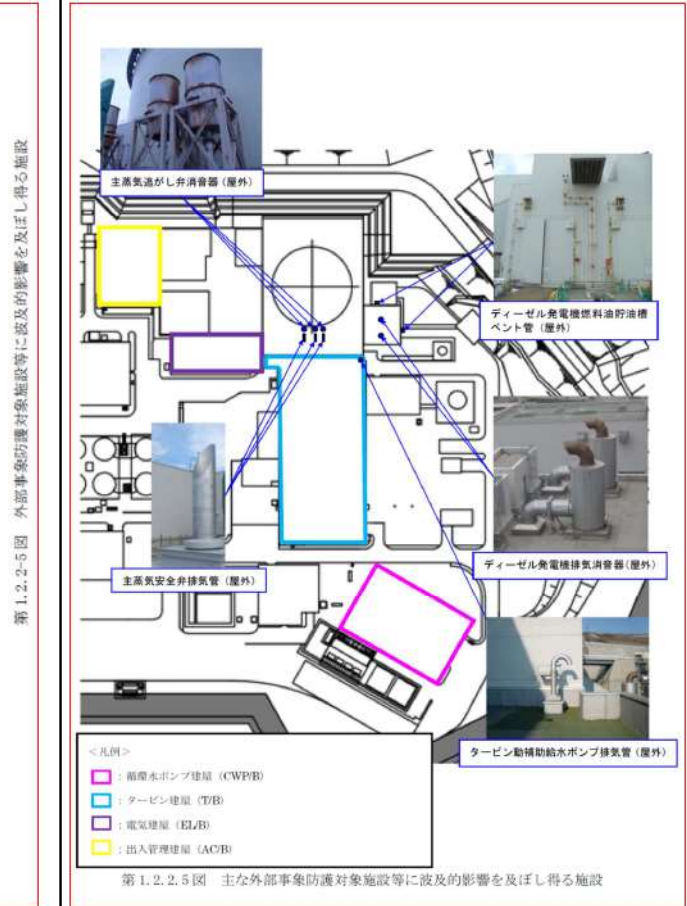 第1.2.2-5図 外部事象防護対象施設等に波及的影響を及ぼし得る施設
主蒸気逃がし弁消音器(屋外)
ディーゼル発電機燃料油貯油槽
ベント管(屋外)
主蒸気安全弁排気管(屋外)
ディーゼル発電機排気消音器(屋外)
タービン動補助給水ポンプ排気管(屋外)
<凡例>
:循環水ポンプ建屋(CWP/B)
:タービン建屋(T/B)
:電気建屋(EL/B)
:出入管理建屋(AC/B)
第1.2.2.5図 主な外部事象防護対象施設等に波及的影響を及ぼし得る施設